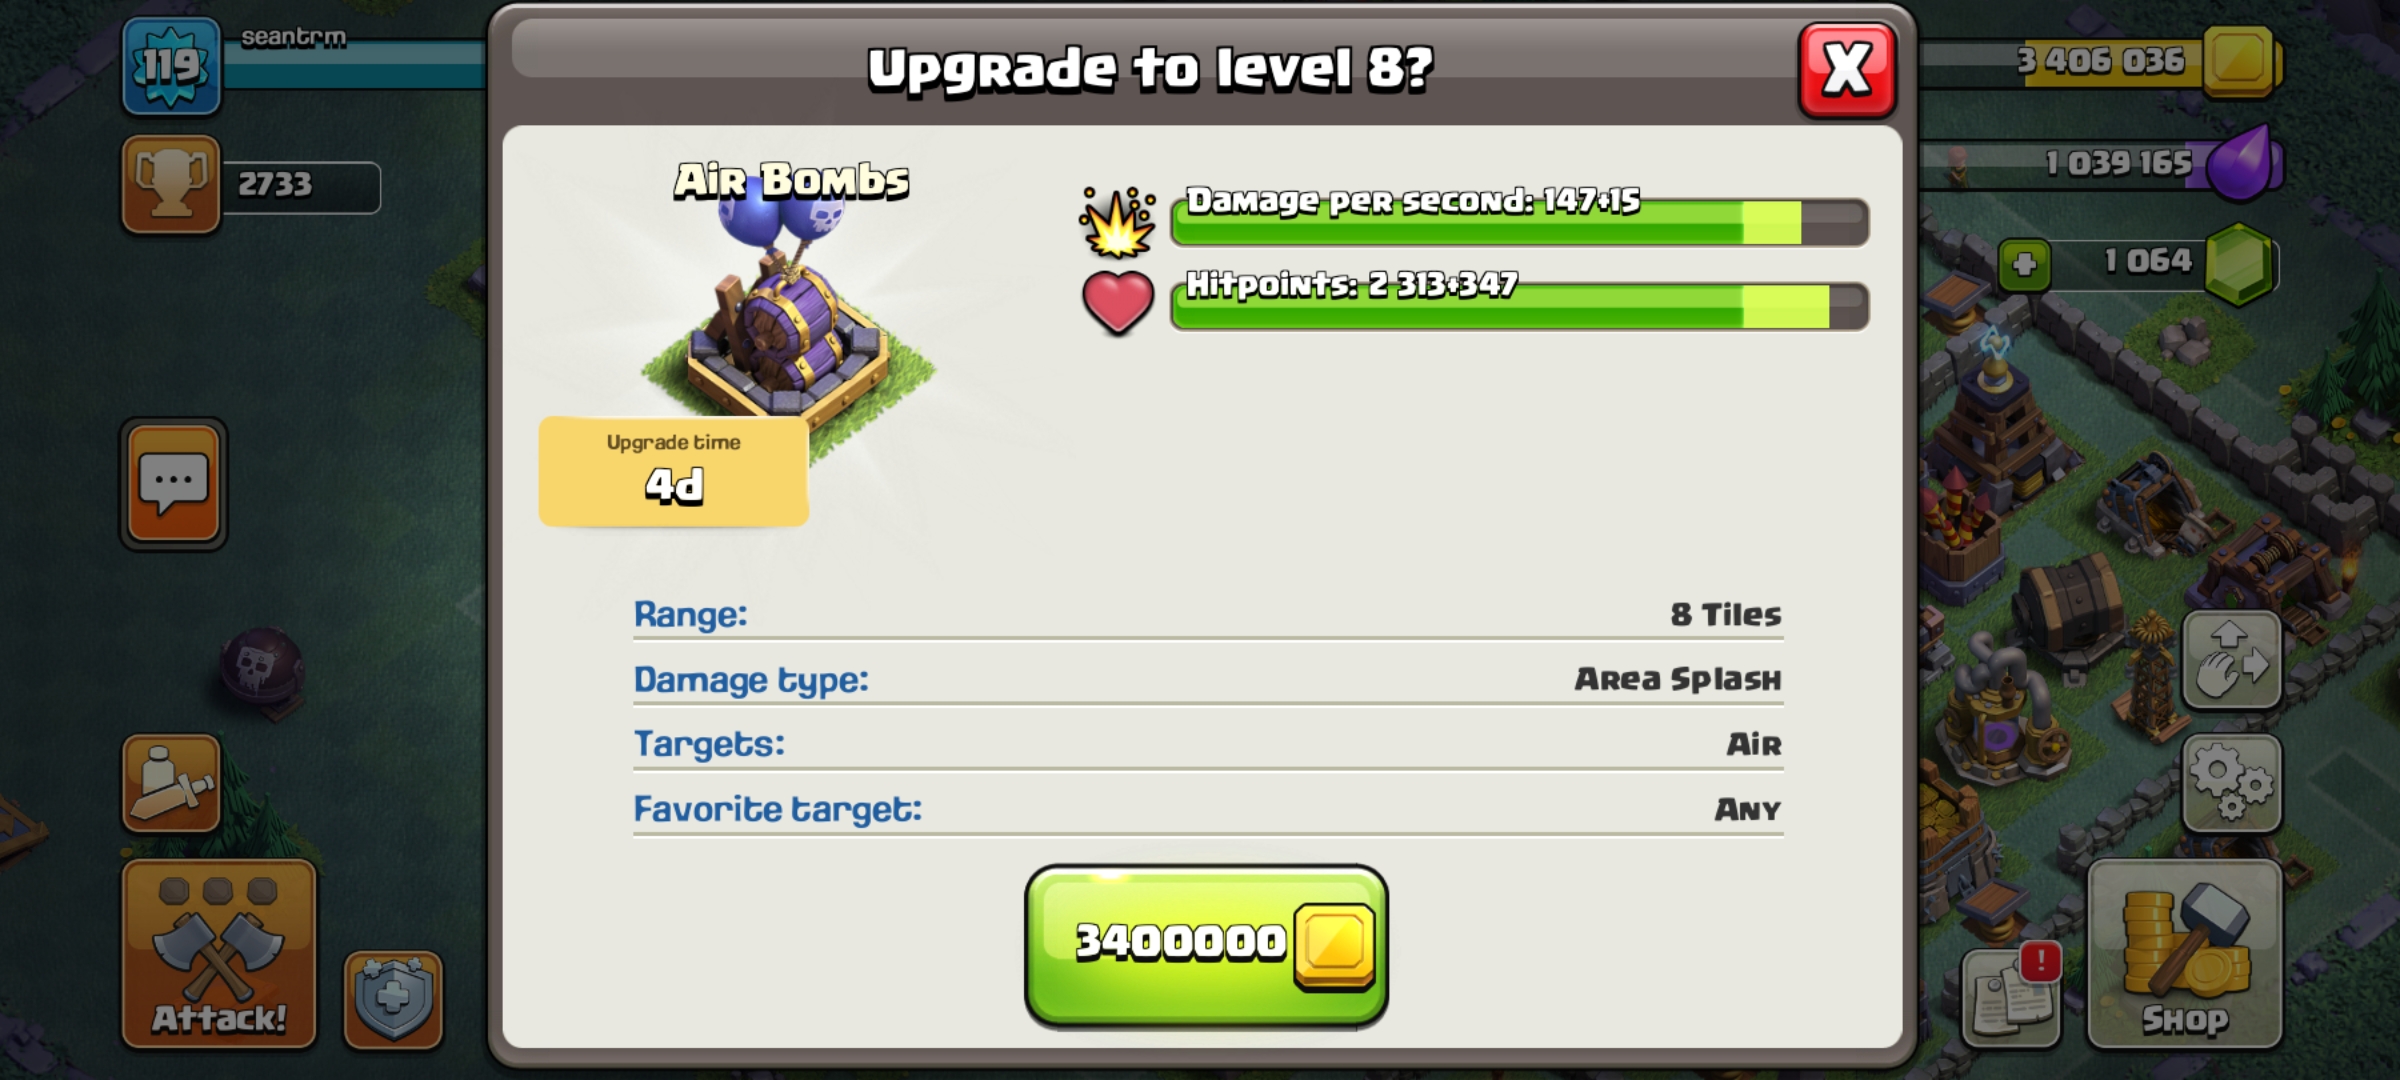 119
seantrm
Upgrade to level 8?
X
3 406 036
2733
1 039 165
1 064
Air Bombs
Damage per second: 147+15
Hitpoints: 2 313+347
Upgrade time
4d
Range: 8 Tiles
Damage type: Area Splash
Targets: Air
Favorite target: Any
3400000
Attack!
!
Shop